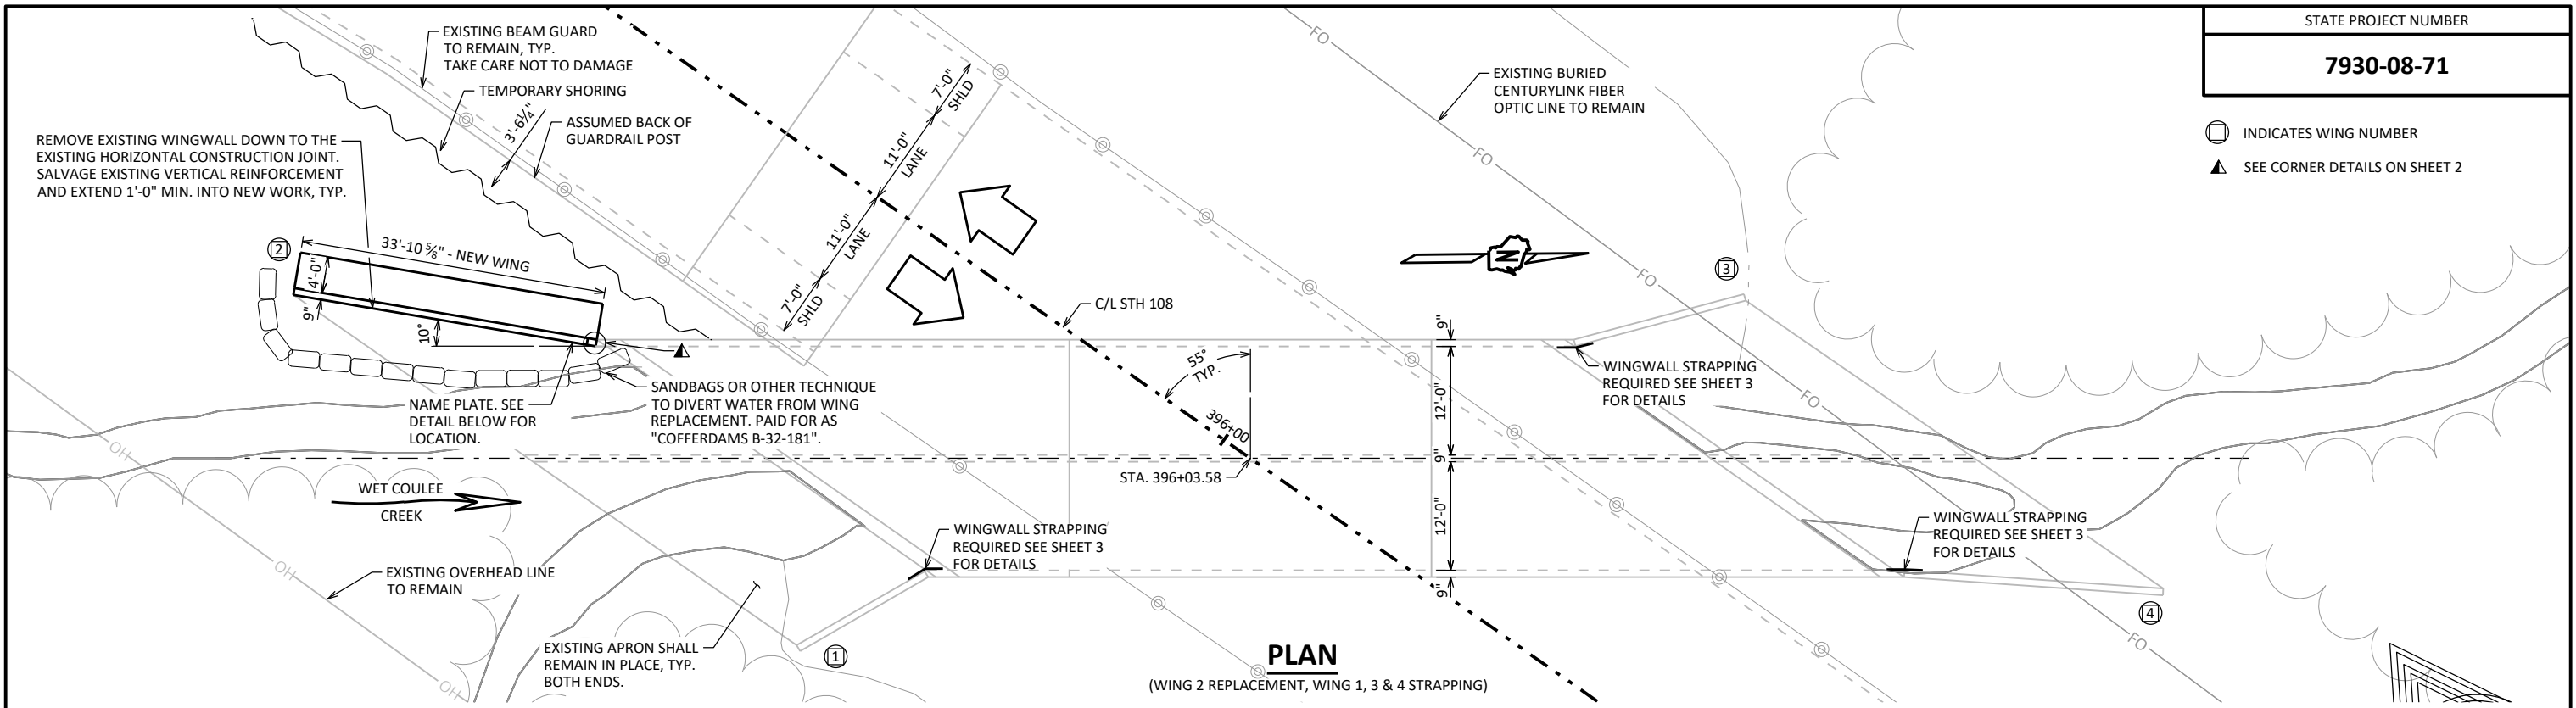 STATE PROJECT NUMBER
7930-08-71
INDICATES WING NUMBER
SEE CORNER DETAILS ON SHEET 2
EXISTING BEAM GUARD
TO REMAIN, TYP.
TAKE CARE NOT TO DAMAGE
TEMPORARY SHORING
3'-6¼"
ASSUMED BACK OF
GUARDRAIL POST
REMOVE EXISTING WINGWALL DOWN TO THE
EXISTING HORIZONTAL CONSTRUCTION JOINT.
SALVAGE EXISTING VERTICAL REINFORCEMENT
AND EXTEND 1'-0" MIN. INTO NEW WORK, TYP.
2
33'-10 ⅝" - NEW WING
4'-0"
9"
10°
7'-0"
SHLD
11'-0"
LANE
11'-0"
LANE
7'-0"
SHLD
EXISTING BURIED
CENTURYLINK FIBER
OPTIC LINE TO REMAIN
FO
FO
FO
FO
FO
N
3
C/L STH 108
55°
TYP.
396+00
STA. 396+03.58
9"
12'-0"
9"
12'-0"
9"
WINGWALL STRAPPING
REQUIRED SEE SHEET 3
FOR DETAILS
NAME PLATE. SEE
DETAIL BELOW FOR
LOCATION.
SANDBAGS OR OTHER TECHNIQUE
TO DIVERT WATER FROM WING
REPLACEMENT. PAID FOR AS
"COFFERDAMS B-32-181".
OH
OH
OH
WET COULEE
CREEK
EXISTING OVERHEAD LINE
TO REMAIN
WINGWALL STRAPPING
REQUIRED SEE SHEET 3
FOR DETAILS
WINGWALL STRAPPING
REQUIRED SEE SHEET 3
FOR DETAILS
4
EXISTING APRON SHALL
REMAIN IN PLACE, TYP.
BOTH ENDS.
1
PLAN
(WING 2 REPLACEMENT, WING 1, 3 & 4 STRAPPING)